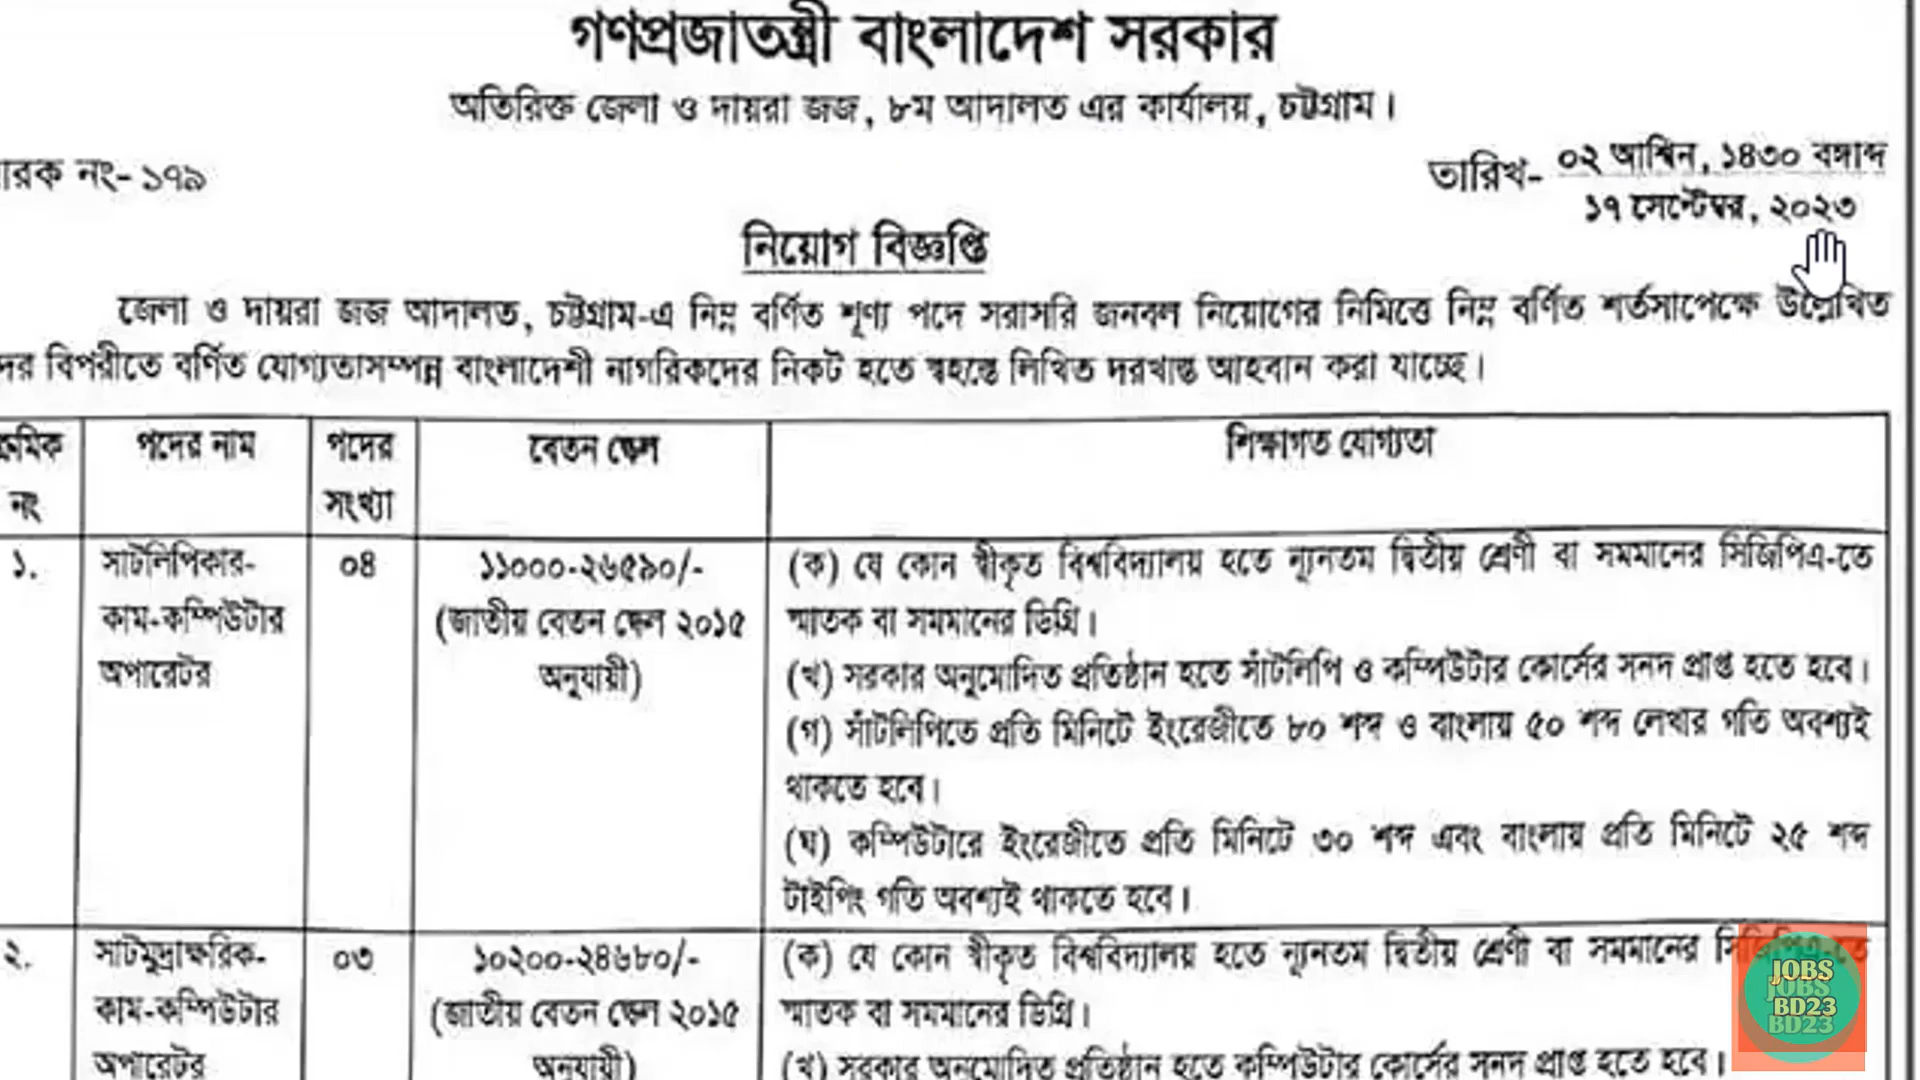 গণপ্রজাতন্ত্রী বাংলাদেশ সরকার
অতিরিক্ত জেলা ও দায়রা জজ, ৮ম আদালত এর কার্যালয়, চট্টগ্রাম।
ারক নং- ১৭৯
তারিখ- ০২ আশ্বিন, ১৪৩০ বঙ্গাব্দ
১৭ সেপ্টেম্বর, ২০২৩
নিয়োগ বিজ্ঞপ্তি
জেলা ও দায়রা জজ আদালত, চট্টগ্রাম-এ নিম্ন বর্ণিত শূণ্য পদে সরাসরি জনবল নিয়োগের নিমিত্তে নিম্ন বর্ণিত শর্তসাপেক্ষে উল্লেখিত
দের বিপরীতে বর্ণিত যোগ্যতাসম্পন্ন বাংলাদেশী নাগরিকদের নিকট হতে স্বহস্তে লিখিত দরখাস্ত আহবান করা যাচ্ছে।
ক্রমিক নং
পদের নাম
পদের সংখ্যা
বেতন স্কেল
শিক্ষাগত যোগ্যতা
১.
সাটলিপিকার-
কাম-কম্পিউটার
অপারেটর
০৪
১১০০০-২৬৫৯০/-
(জাতীয় বেতন স্কেল ২০১৫
অনুযায়ী)
(ক) যে কোন স্বীকৃত বিশ্ববিদ্যালয় হতে ন্যূনতম দ্বিতীয় শ্রেণী বা সমমানের সিজিপিএ-তে
স্নাতক বা সমমানের ডিগ্রি।
(খ) সরকার অনুমোদিত প্রতিষ্ঠান হতে সাঁটলিপি ও কম্পিউটার কোর্সের সনদ প্রাপ্ত হতে হবে।
(গ) সাঁটলিপিতে প্রতি মিনিটে ইংরেজীতে ৮০ শব্দ ও বাংলায় ৫০ শব্দ লেখার গতি অবশ্যই
থাকতে হবে।
(ঘ) কম্পিউটারে ইংরেজীতে প্রতি মিনিটে ৩০ শব্দ এবং বাংলায় প্রতি মিনিটে ২৫ শব্দ
টাইপিং গতি অবশ্যই থাকতে হবে।
২.
সাটমুদ্রাক্ষরিক-
কাম-কম্পিউটার
অপারেটর
০৩
১০২০০-২৪৬৮০/-
(জাতীয় বেতন স্কেল ২০১৫
অনুযায়ী)
(ক) যে কোন স্বীকৃত বিশ্ববিদ্যালয় হতে ন্যূনতম দ্বিতীয় শ্রেণী বা সমমানের সিজিপিএ-তে
স্নাতক বা সমমানের ডিগ্রি।
(খ) সরকার অনুমোদিত প্রতিষ্ঠান হতে কম্পিউটার কোর্সের সনদ প্রাপ্ত হতে হবে।
JOBS
JOBS
BD23
BD23